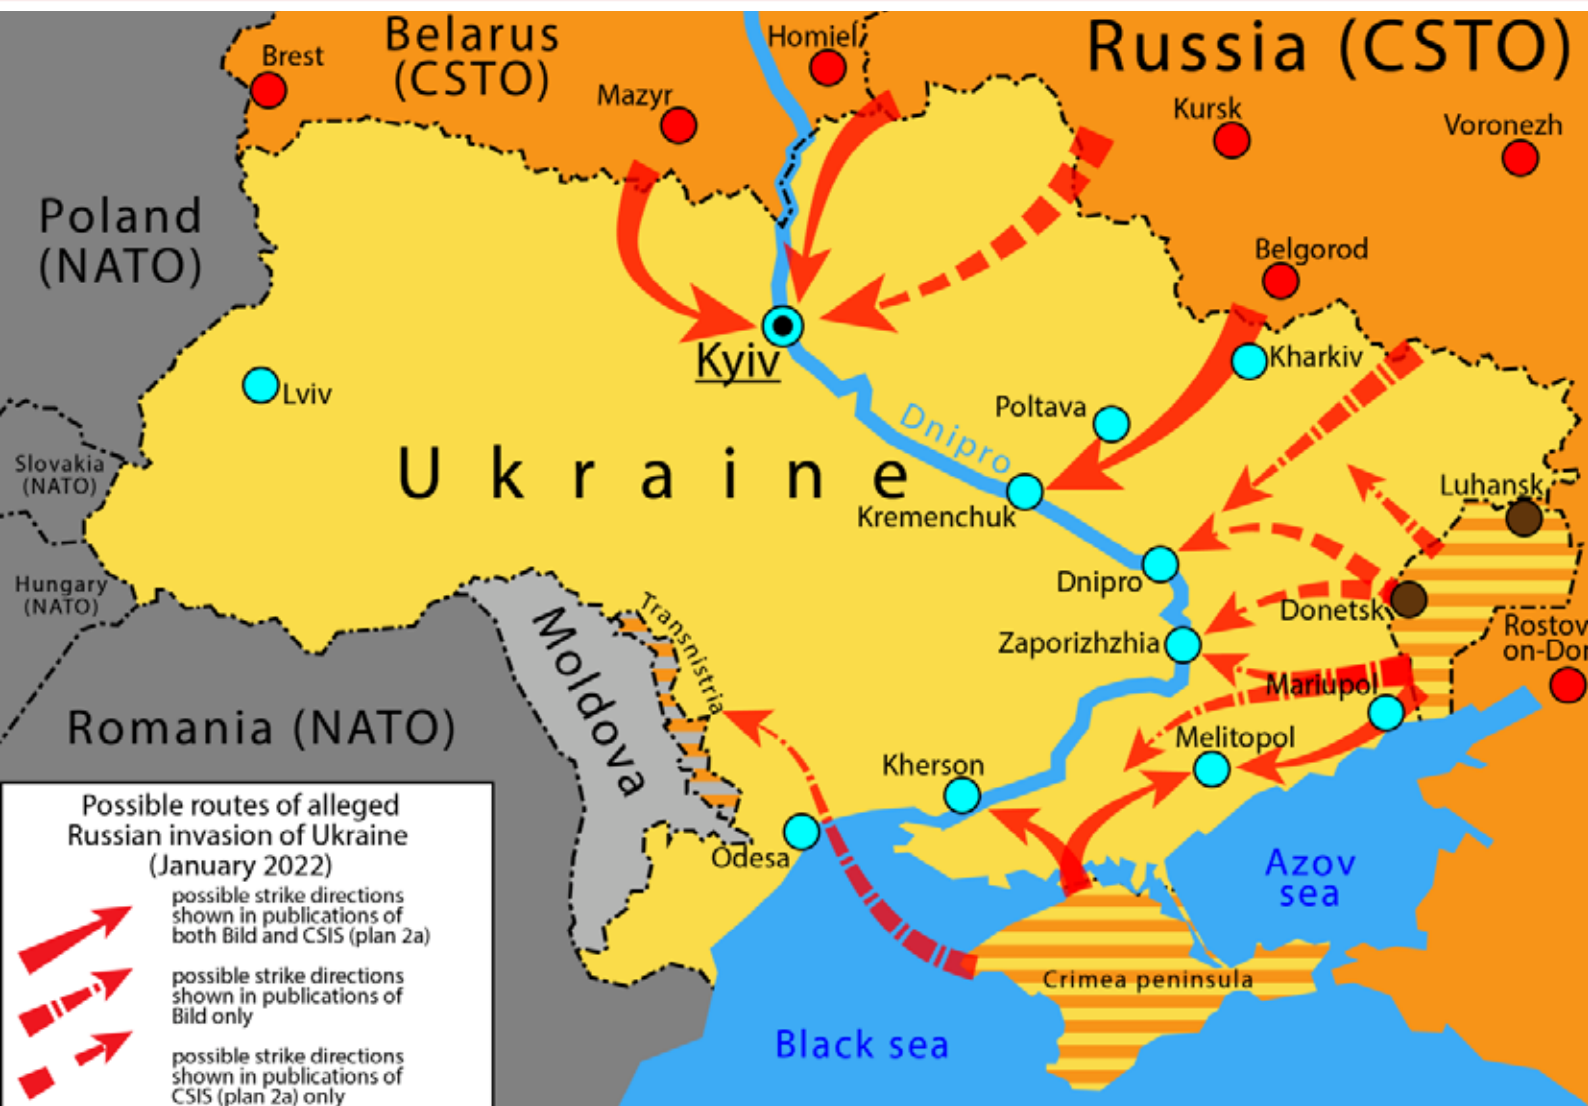 Belarus
(CSTO)
Russia (CSTO)
Homiel
Brest
Mazyr
Kursk
Voronezh
Poland
(NATO)
Belgorod
Kyiv
Kharkiv
Lviv
Poltava
Dnipro
Ukraine
Slovakia
(NATO)
Luhansk
Kremenchuk
Hungary
(NATO)
Dnipro
Donetsk
Transnistria
Moldova
Zaporizhzhia
Rostov
on-Don
Mariupol
Romania (NATO)
Melitopol
Kherson
Odesa
Azov
sea
Crimea peninsula
Black sea
Possible routes of alleged
Russian invasion of Ukraine
(January 2022)
possible strike directions
shown in publications of
both Bild and CSIS (plan 2a)
possible strike directions
shown in publications of
Bild only
possible strike directions
shown in publications of
CSIS (plan 2a) only